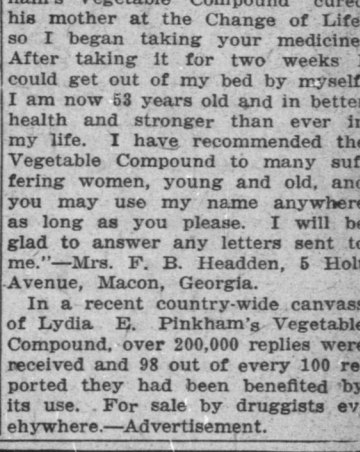 ham's Vegetable Compound cured
his mother at the Change of Life
so I began taking your medicine
After taking it for two weeks I
could get out of my bed by myself
I am now 53 years old and in bette
health and stronger than ever in
my life. I have recommended the
Vegetable Compound to many suf
fering women, young and old, and
you may use my name anywhere
as long as you please. I will be
glad to answer any letters sent to
me."—Mrs. F. B. Headden, 5 Holt
Avenue, Macon, Georgia.
In a recent country-wide canvass
of Lydia E. Pinkham's Vegetable
Compound, over 200,000 replies were
received and 98 out of every 100 re
ported they had been benefited by
its use. For sale by druggists ev
ehywhere.—Advertisement.